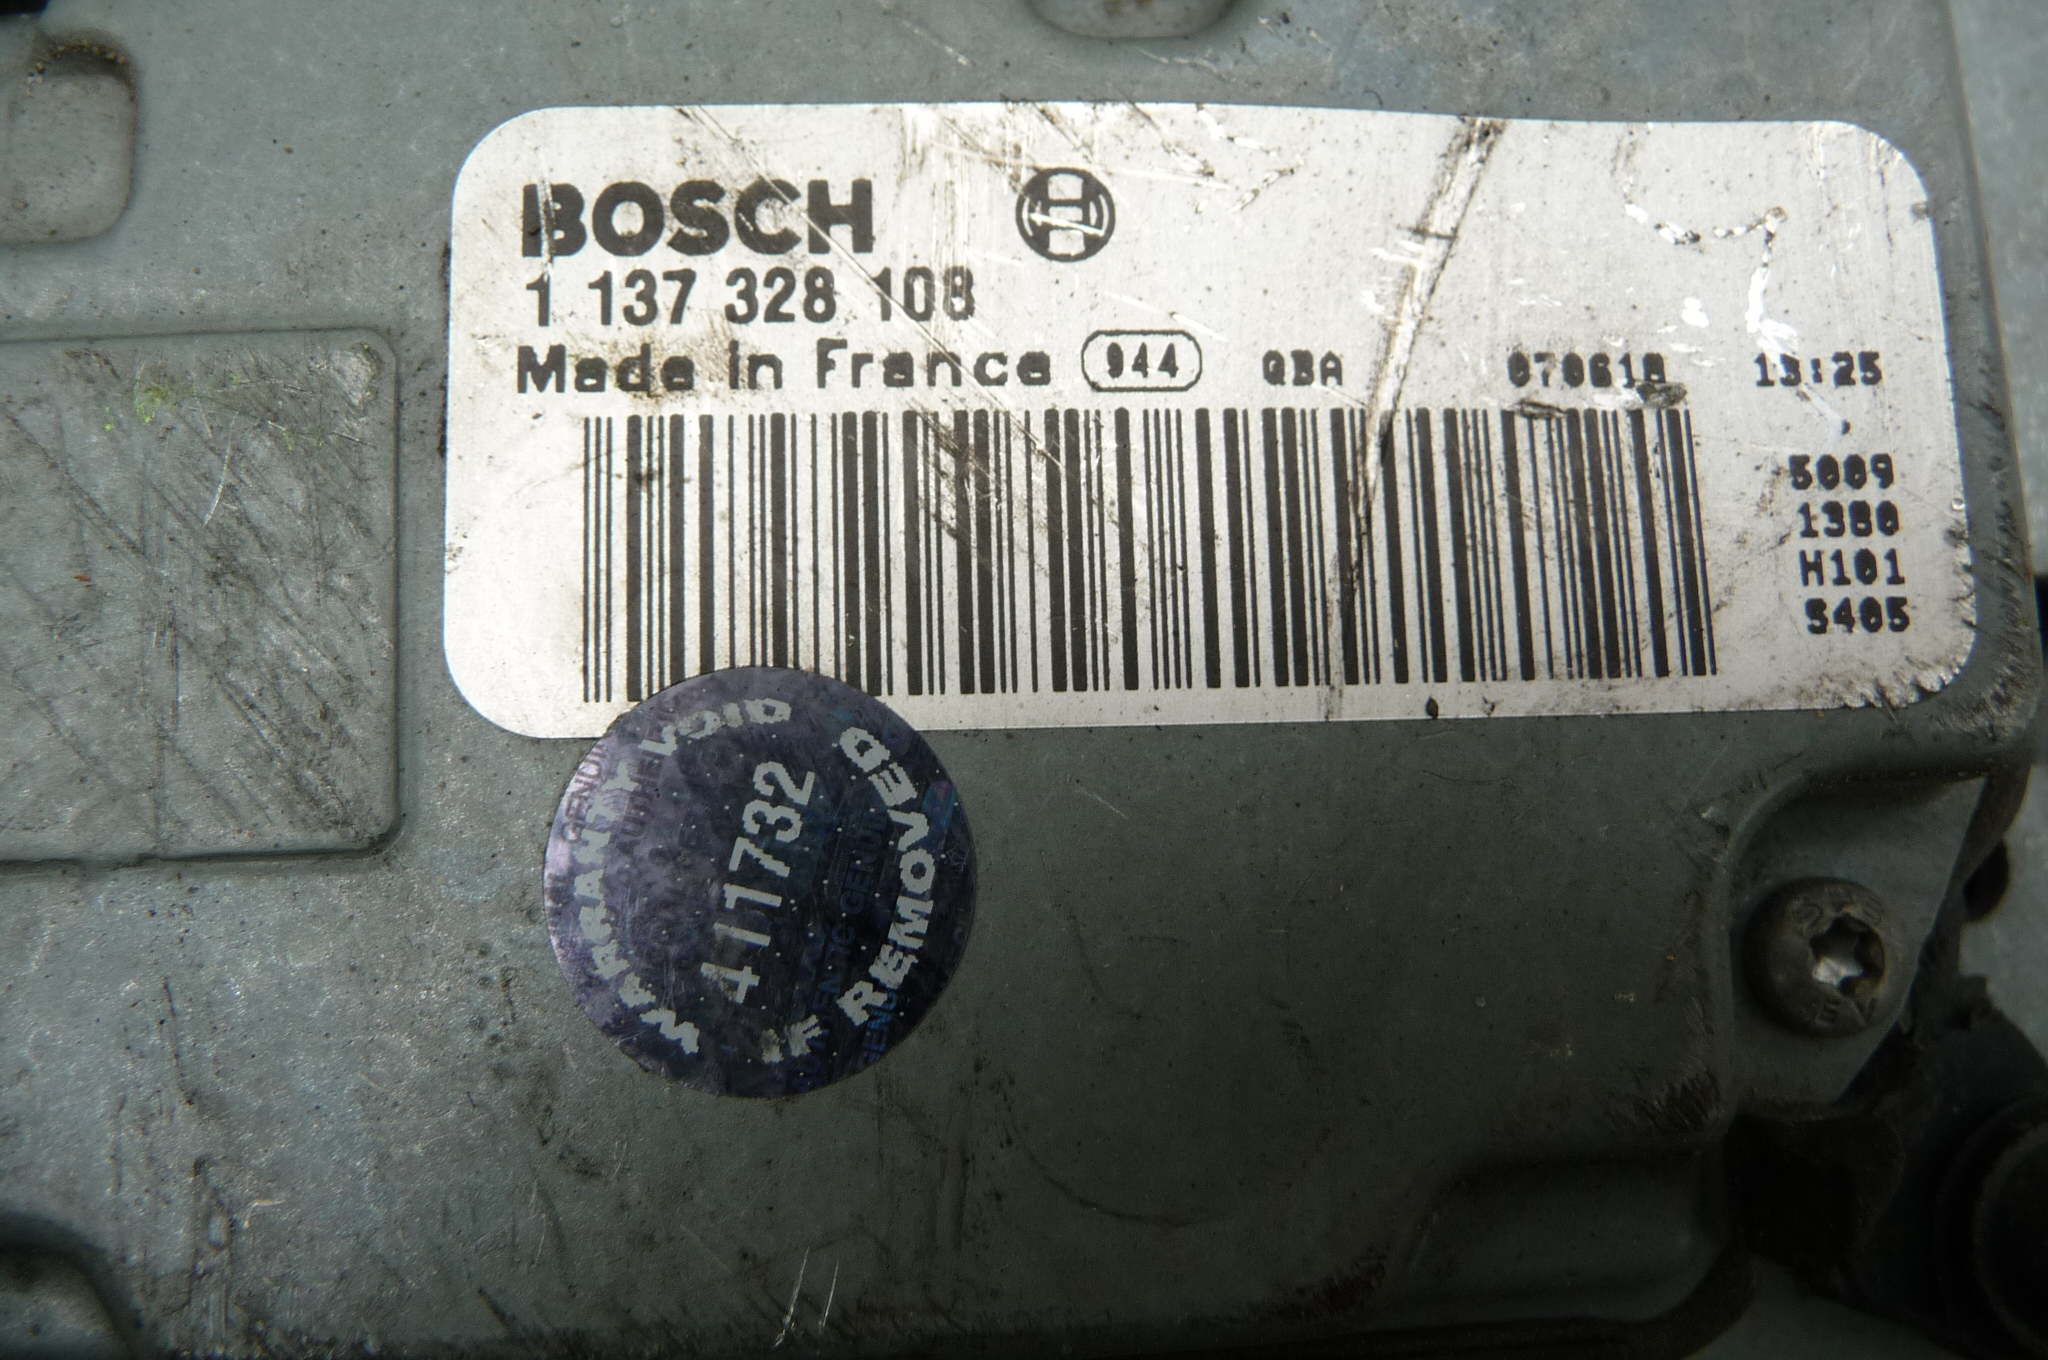 BOSCH
1 137 328 108
Made in France 944 QBA 070618 13:25
5009
1380
H101
5405
WARRANTY VOID
411732
IF REMOVED